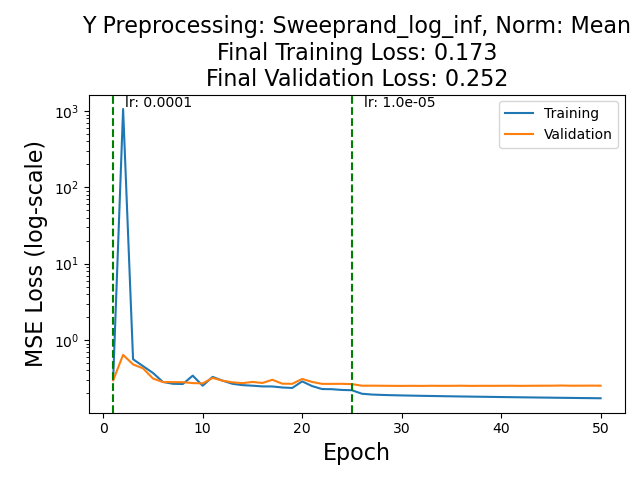 Y Preprocessing: Sweeprand_log_inf, Norm: Mean
Final Training Loss: 0.173
Final Validation Loss: 0.252
lr: 0.0001
lr: 1.0e-05
Training
Validation
10³
10²
10¹
10⁰
MSE Loss (log-scale)
0 10 20 30 40 50
Epoch